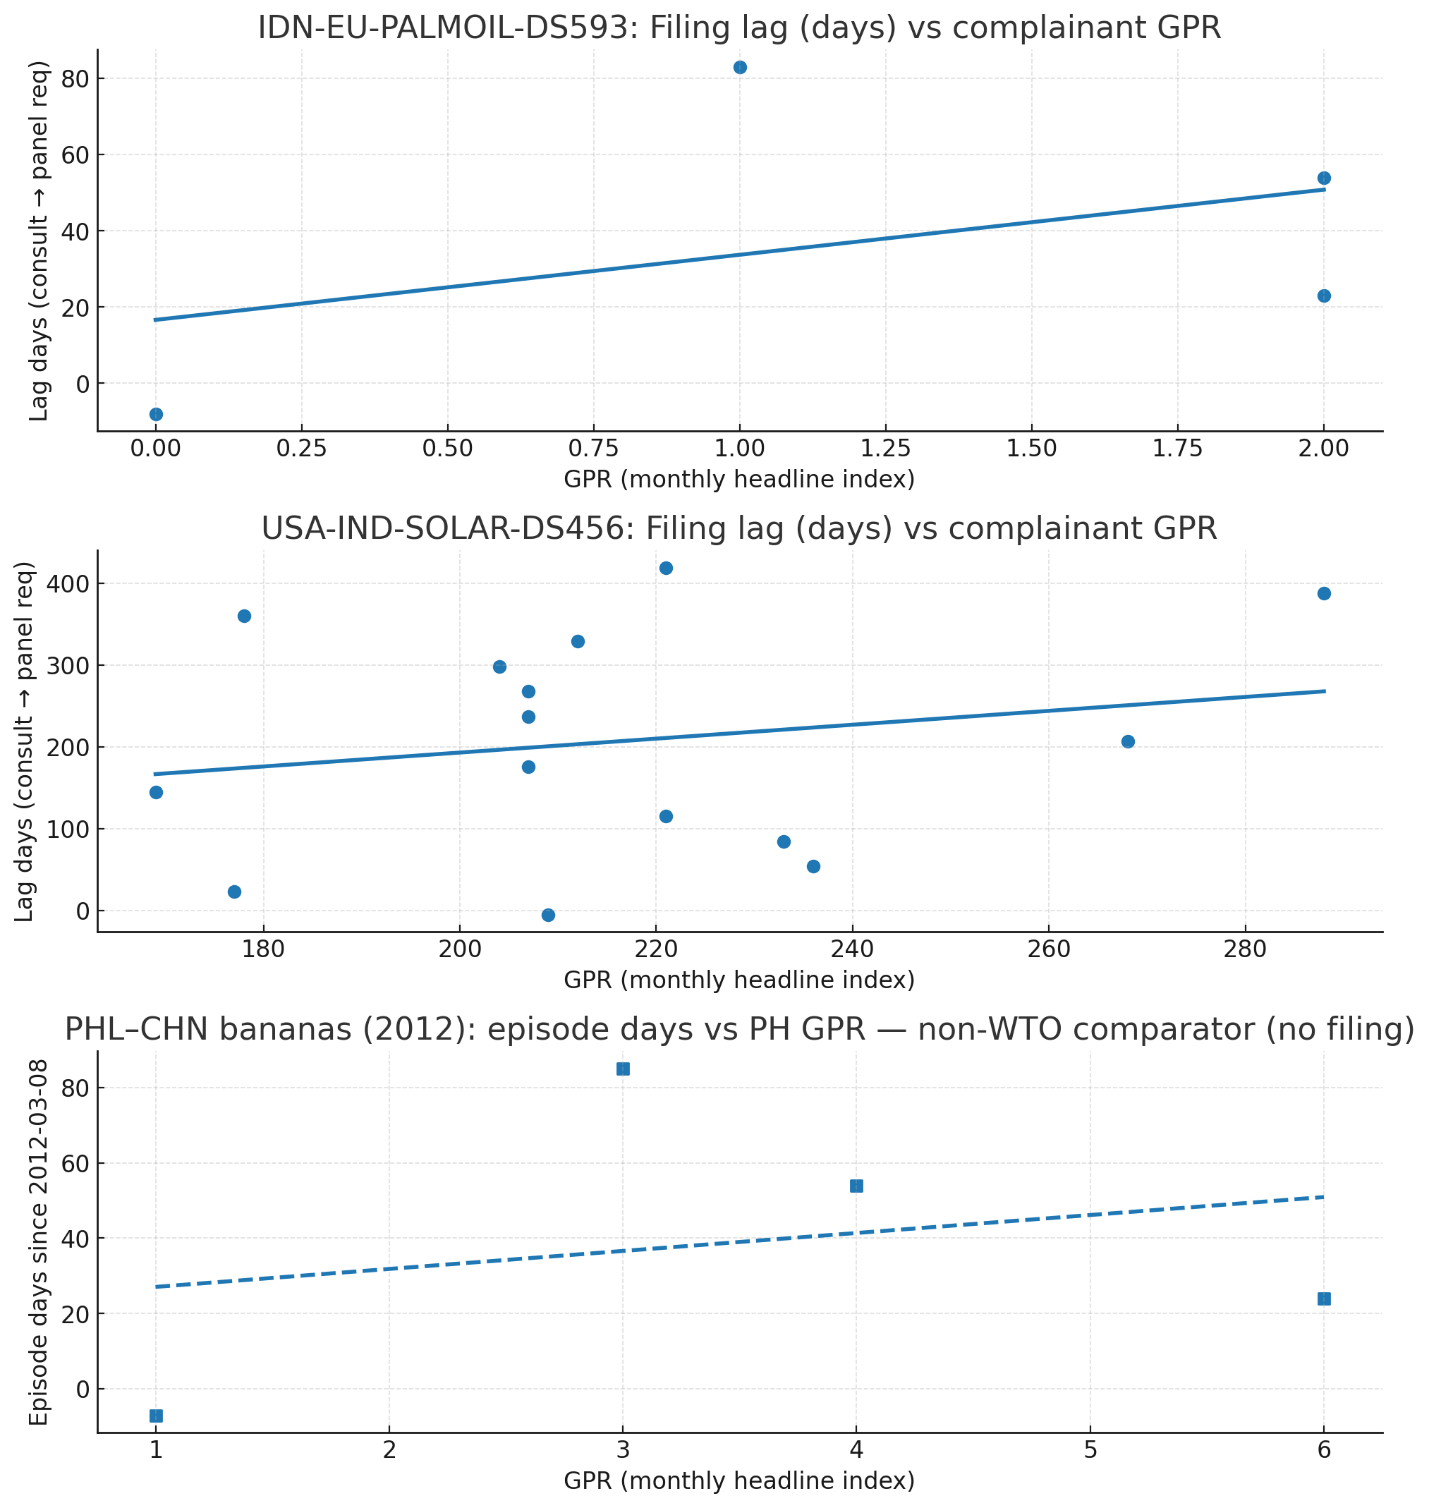 IDN-EU-PALMOIL-DS593: Filing lag (days) vs complainant GPR
Lag days (consult → panel req)
80
60
40
20
0
0.00 0.25 0.50 0.75 1.00 1.25 1.50 1.75 2.00
GPR (monthly headline index)
USA-IND-SOLAR-DS456: Filing lag (days) vs complainant GPR
Lag days (consult → panel req)
400
300
200
100
0
180 200 220 240 260 280
GPR (monthly headline index)
PHL–CHN bananas (2012): episode days vs PH GPR — non-WTO comparator (no filing)
Episode days since 2012-03-08
80
60
40
20
0
1 2 3 4 5 6
GPR (monthly headline index)